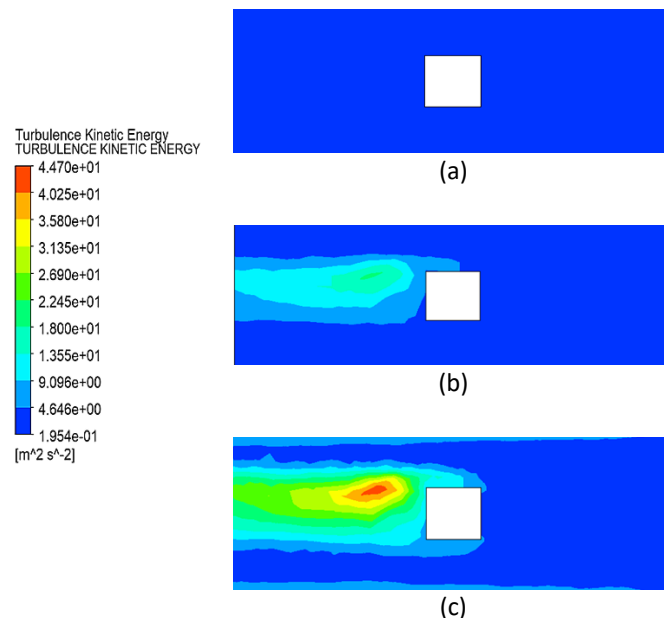 (a)
Turbulence Kinetic Energy
TURBULENCE KINETIC ENERGY
4.470e+01
4.025e+01
3.580e+01
3.135e+01
2.690e+01
2.245e+01
1.800e+01
1.355e+01
9.096e+00
4.646e+00
1.954e-01
[m^2 s^-2]
(b)
(c)